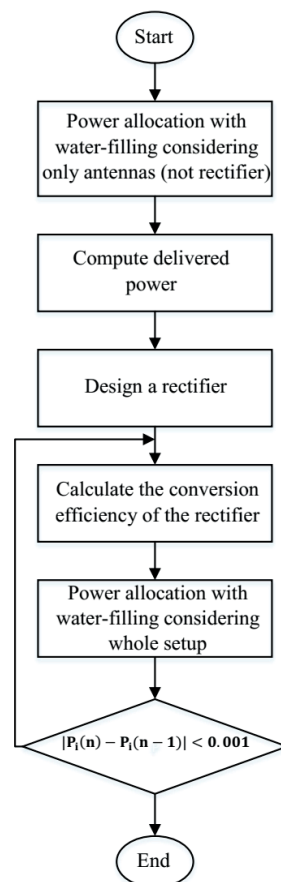 Start
Power allocation with
water-filling considering
only antennas (not rectifier)
Compute delivered
power
Design a rectifier
Calculate the conversion
efficiency of the rectifier
Power allocation with
water-filling considering
whole setup
|Pᵢ(n) − Pᵢ(n − 1)| < 0.001
End